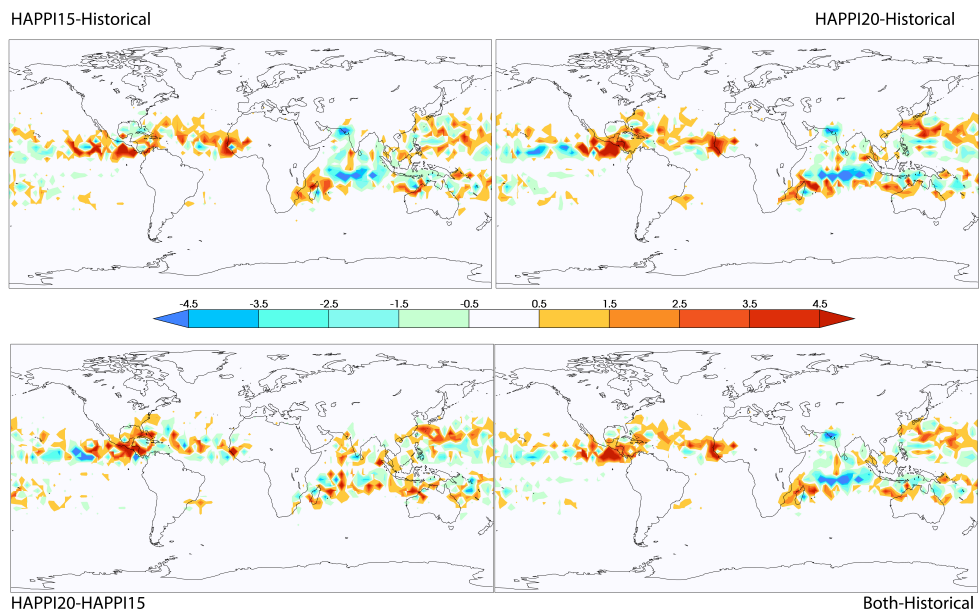 HAPPI15-Historical
HAPPI20-Historical
-4.5 -3.5 -2.5 -1.5 -0.5 0.5 1.5 2.5 3.5 4.5
HAPPI20-HAPPI15
Both-Historical